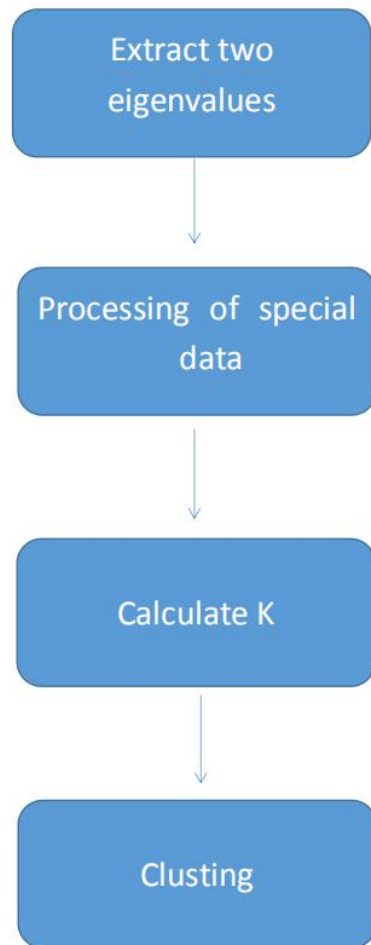 Extract two
eigenvalues
Processing of special
data
Calculate K
Clusting